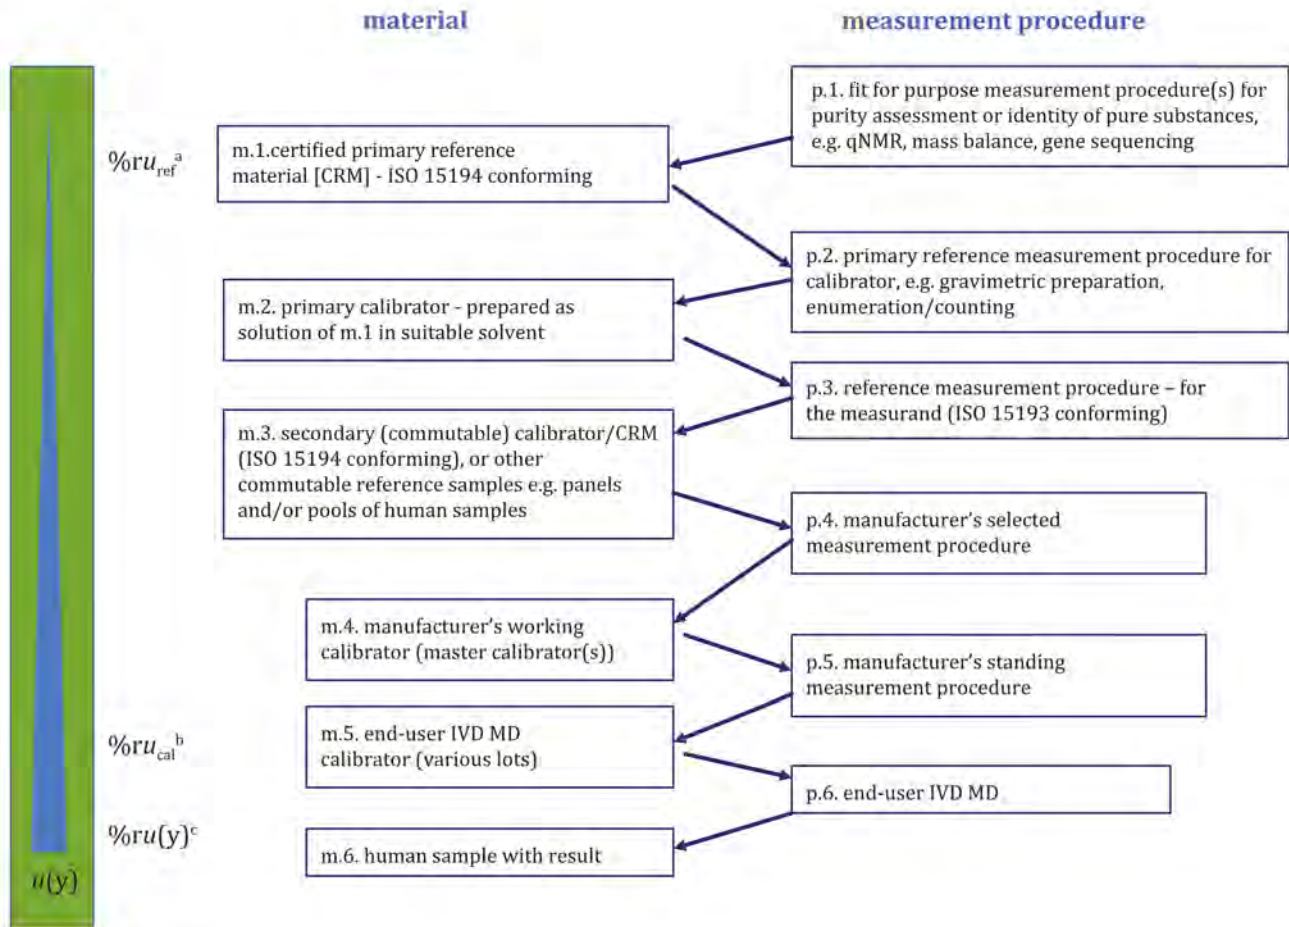 material
measurement procedure
p.1. fit for purpose measurement procedure(s) for
purity assessment or identity of pure substances,
e.g. qNMR, mass balance, gene sequencing
%ru_ref^a
m.1.certified primary reference
material [CRM] - ISO 15194 conforming
p.2. primary reference measurement procedure for
calibrator, e.g. gravimetric preparation,
enumeration/counting
m.2. primary calibrator - prepared as
solution of m.1 in suitable solvent
p.3. reference measurement procedure – for
the measurand (ISO 15193 conforming)
m.3. secondary (commutable) calibrator/CRM
(ISO 15194 conforming), or other
commutable reference samples e.g. panels
and/or pools of human samples
p.4. manufacturer's selected
measurement procedure
m.4. manufacturer's working
calibrator (master calibrator(s))
p.5. manufacturer's standing
measurement procedure
%ru_cal^b
m.5. end-user IVD MD
calibrator (various lots)
p.6. end-user IVD MD
%ru(y)^c
m.6. human sample with result
u(y)